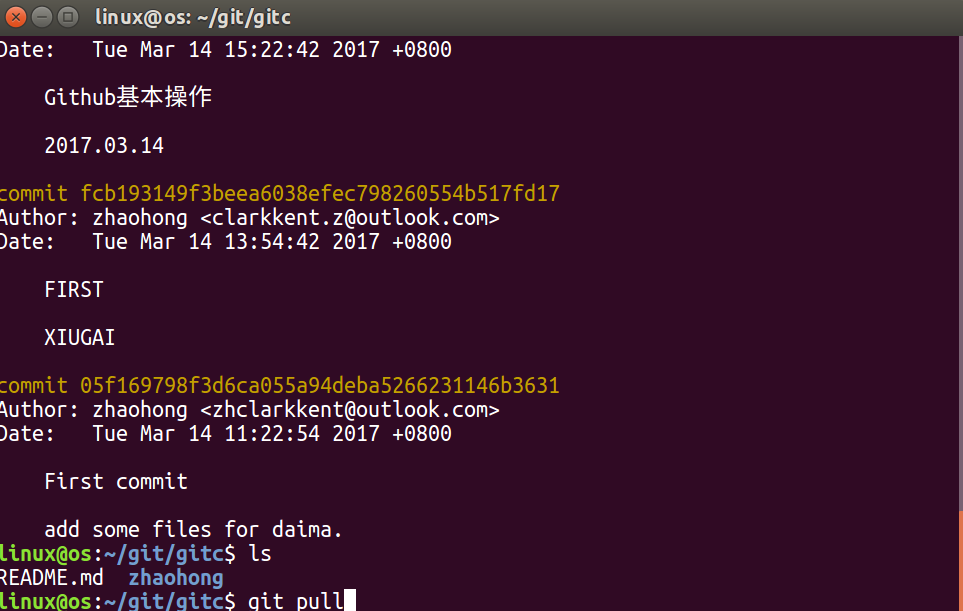 linux@os: ~/git/gitc
Date:   Tue Mar 14 15:22:42 2017 +0800
Github基本操作
2017.03.14
commit fcb193149f3beea6038efec798260554b517fd17
Author: zhaohong <clarkkent.z@outlook.com>
Date:   Tue Mar 14 13:54:42 2017 +0800
FIRST
XIUGAI
commit 05f169798f3d6ca055a94deba5266231146b3631
Author: zhaohong <zhclarkkent@outlook.com>
Date:   Tue Mar 14 11:22:54 2017 +0800
First commit
add some files for daima.
linux@os:~/git/gitc$ ls
README.md  zhaohong
linux@os:~/git/gitc$ git pull